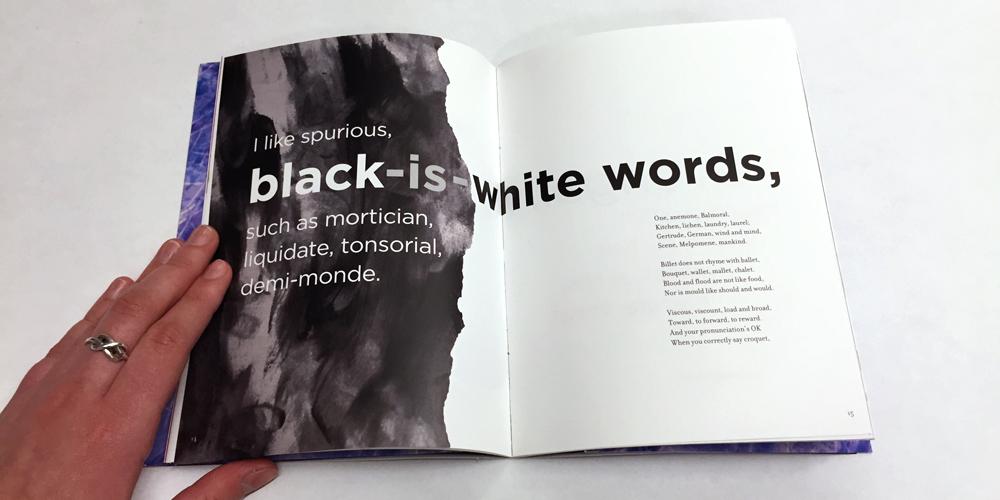 I like spurious,
black-is-white words,
such as mortician,
liquidate, tonsorial,
demi-monde.
One, anemone, Balmoral,
Kitchen, lichen, laundry, laurel;
Gertrude, German, wind and mind,
Scene, Melpomene, mankind.
Billet does not rhyme with ballet,
Bouquet, wallet, mallet, chalet.
Blood and flood are not like food,
Nor is mould like should and would.
Viscous, viscount, load and broad,
Toward, to forward, to reward.
And your pronunciation's OK
When you correctly say croquet,
15